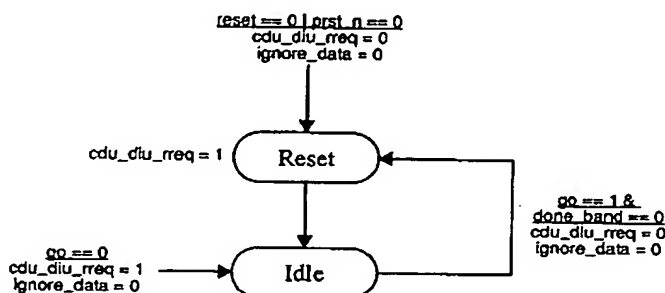 reset == 0 | prst_n == 0
cdu_diu_rreq = 0
ignore_data = 0
cdu_diu_rreq = 1
Reset
go == 1 &
done_band == 0
cdu_diu_rreq = 0
ignore_data = 0
go == 0
cdu_diu_rreq = 1
ignore_data = 0
Idle